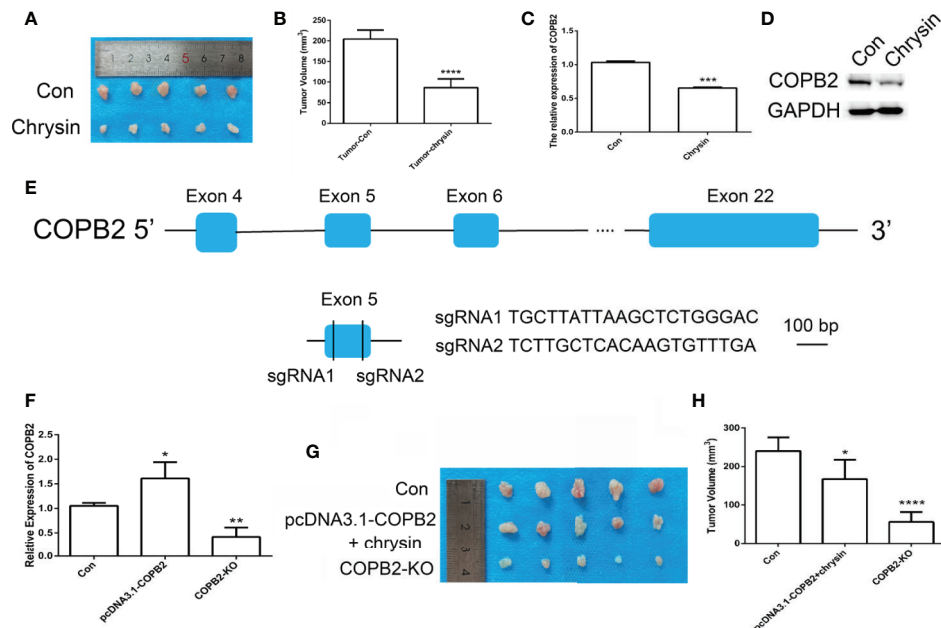 A
1 2 3 4 5 6 7 8
Con
Chrysin
B
Tumor Volume (mm³)
250
200
150
100
50
0
****
Tumor-Con
Tumor-chrysin
C
The relative expression of COPB2
1.5
1.0
0.5
0.0
***
Con
Chrysin
D
Con Chrysin
COPB2
GAPDH
E
Exon 4 Exon 5 Exon 6 Exon 22
COPB2 5’ .... 3’
Exon 5
sgRNA1 TGCTTATTAAGCTCTGGGAC
sgRNA2 TCTTGCTCACAAGTGTTTGA
100 bp
sgRNA1 sgRNA2
F
Relative Expression of COPB2
2.5
2.0
1.5
1.0
0.5
0.0
*
**
Con
pcDNA3.1-COPB2
COPB2-KO
G
Con
pcDNA3.1-COPB2
+ chrysin
COPB2-KO
1
2
3
4
H
Tumor Volume (mm³)
300
200
100
0
*
****
Con
pcDNA3.1-COPB2+chrysin
COPB2-KO